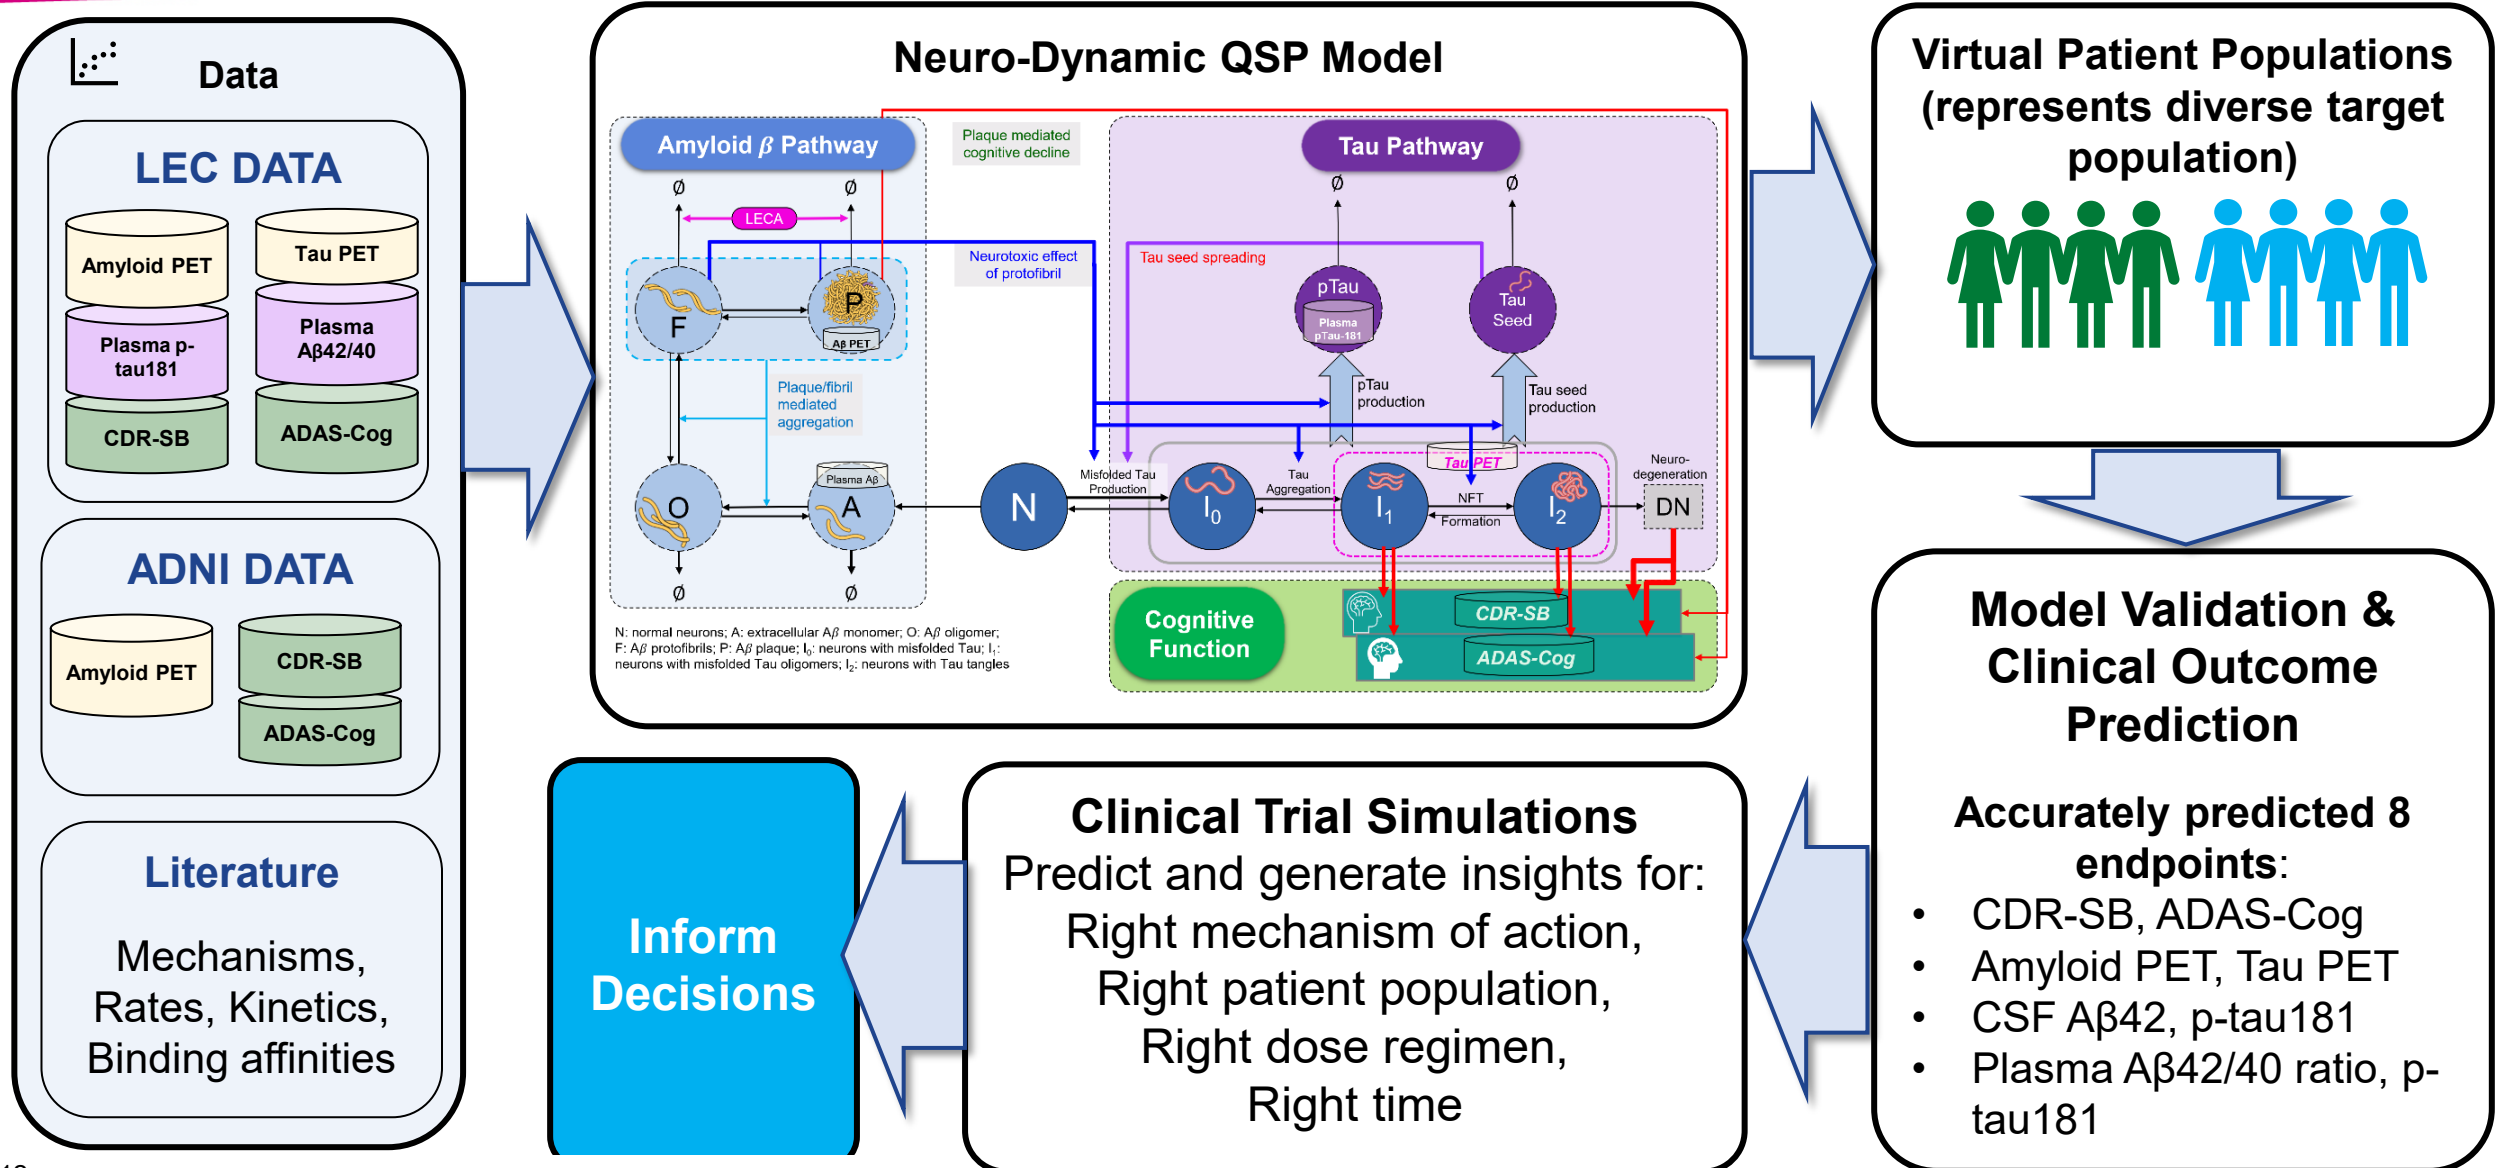 Data
LEC DATA
Amyloid PET
Tau PET
Plasma p-
tau181
Plasma
Aβ42/40
CDR-SB
ADAS-Cog
ADNI DATA
Amyloid PET
CDR-SB
ADAS-Cog
Literature
Mechanisms,
Rates, Kinetics,
Binding affinities
Neuro-Dynamic QSP Model
Amyloid β Pathway
Plaque mediated
cognitive decline
Tau Pathway
Ø
Ø
Ø
Ø
LECA
Neurotoxic effect
of protofibril
Tau seed spreading
F
P
Aβ PET
pTau
Plasma
pTau-181
Tau
Seed
Plaque/fibril
mediated
aggregation
pTau
production
Tau seed
production
Tau PET
O
Plasma Aβ
A
N
Misfolded Tau
Production
I₀
Tau
Aggregation
I₁
NFT
Formation
I₂
Neuro-
degeneration
DN
Ø
Ø
Cognitive
Function
CDR-SB
ADAS-Cog
N: normal neurons; A: extracellular Aβ monomer; O: Aβ oligomer;
F: Aβ protofibrils; P: Aβ plaque; I₀: neurons with misfolded Tau; I₁:
neurons with misfolded Tau oligomers; I₂: neurons with Tau tangles
Virtual Patient Populations
(represents diverse target
population)
Model Validation &
Clinical Outcome
Prediction
Accurately predicted 8
endpoints:
• CDR-SB, ADAS-Cog
• Amyloid PET, Tau PET
• CSF Aβ42, p-tau181
• Plasma Aβ42/40 ratio, p-
tau181
Clinical Trial Simulations
Predict and generate insights for:
Right mechanism of action,
Right patient population,
Right dose regimen,
Right time
Inform
Decisions